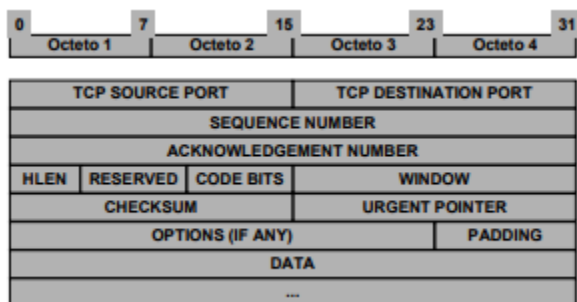 0 7 15 23 31
Octeto 1 Octeto 2 Octeto 3 Octeto 4
TCP SOURCE PORT TCP DESTINATION PORT
SEQUENCE NUMBER
ACKNOWLEDGEMENT NUMBER
HLEN RESERVED CODE BITS WINDOW
CHECKSUM URGENT POINTER
OPTIONS (IF ANY) PADDING
DATA
...